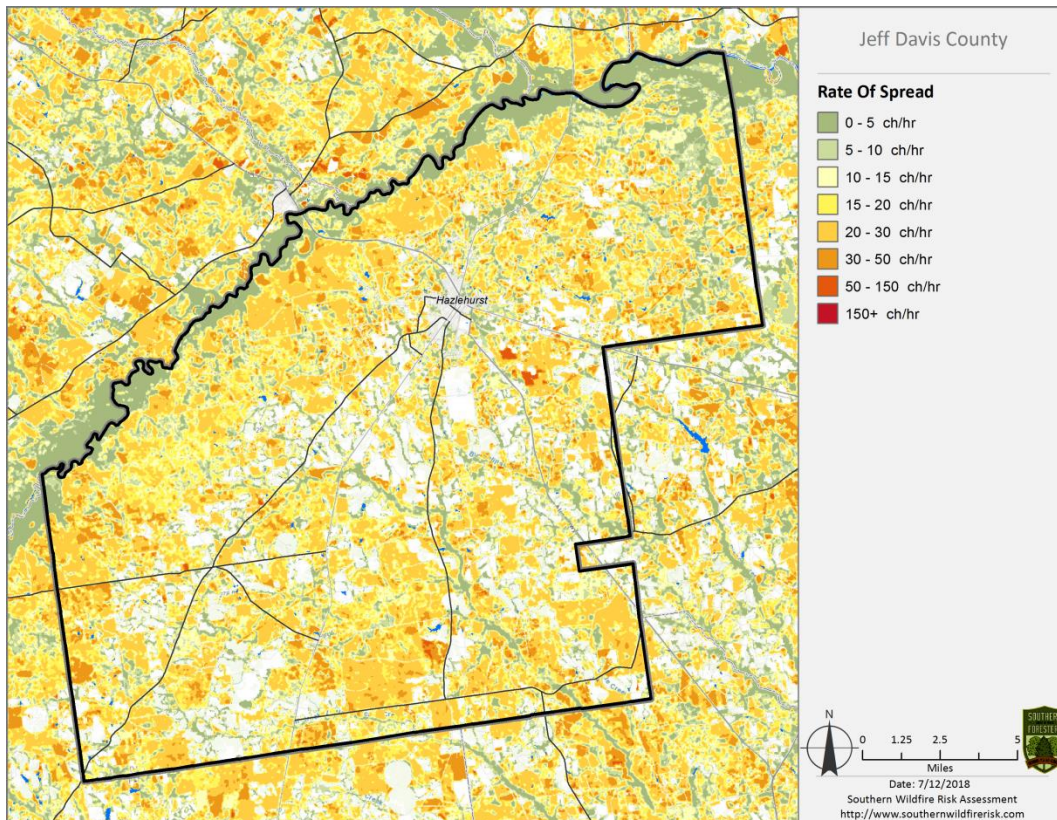 Jeff Davis County
Rate Of Spread
0 - 5 ch/hr
5 - 10 ch/hr
10 - 15 ch/hr
15 - 20 ch/hr
20 - 30 ch/hr
30 - 50 ch/hr
50 - 150 ch/hr
150+ ch/hr
Hazlehurst
N
0 1.25 2.5 5
Miles
SOUTHERN
Date: 7/12/2018
Southern Wildfire Risk Assessment
http://www.southernwildfirerisk.com